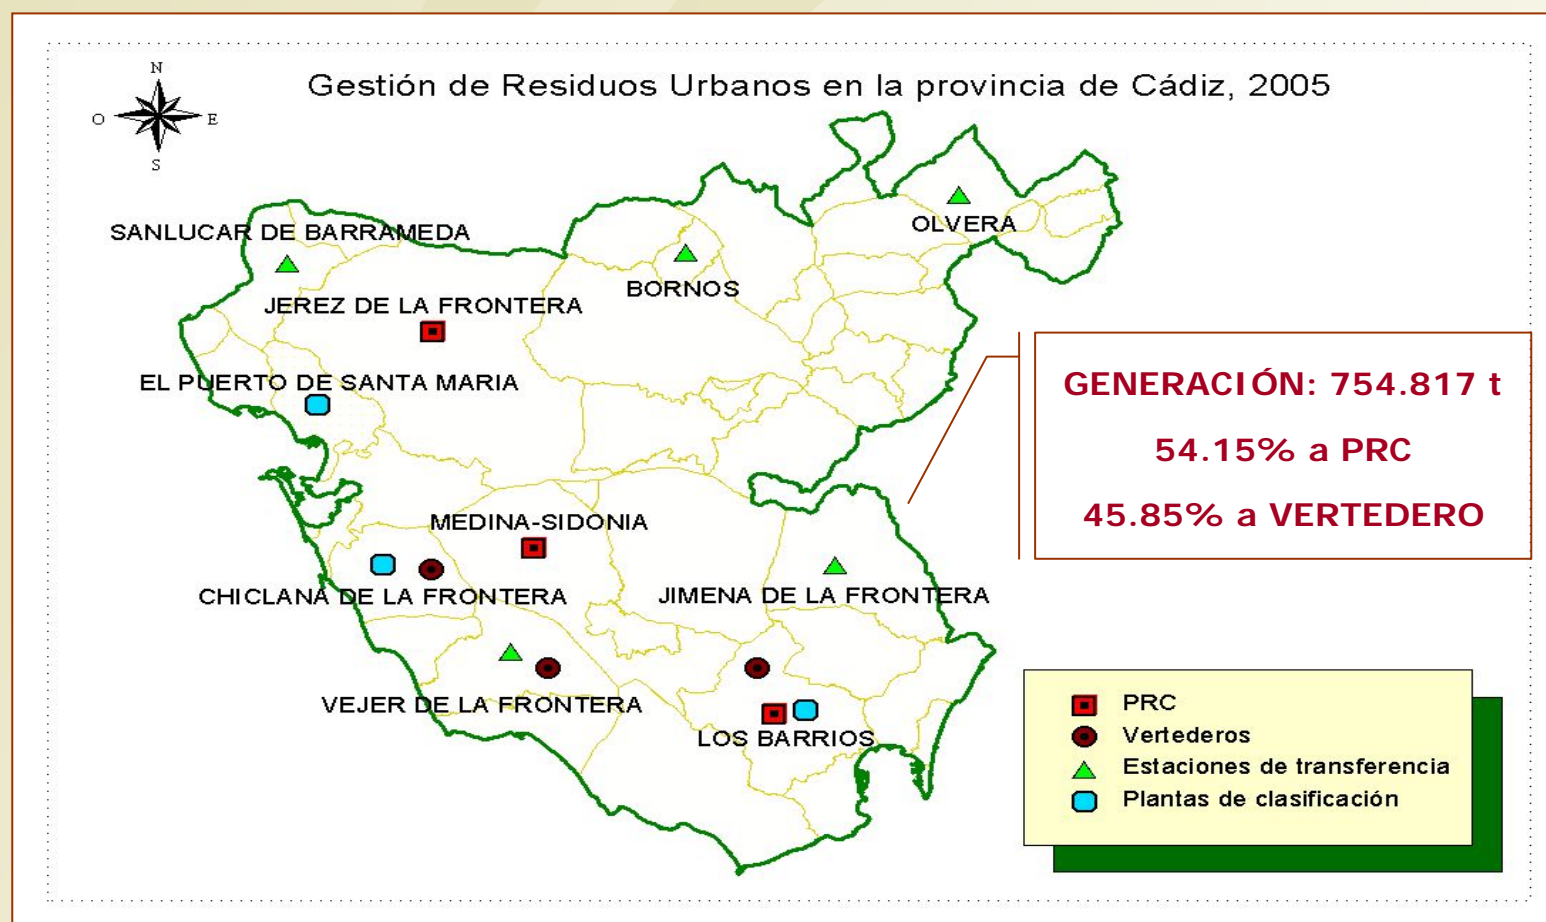 Gestión de Residuos Urbanos en la provincia de Cádiz, 2005
N
O
E
S
OLVERA
SANLUCAR DE BARRAMEDA
BORNOS
JEREZ DE LA FRONTERA
EL PUERTO DE SANTA MARIA
GENERACIÓN: 754.817 t
54.15% a PRC
45.85% a VERTEDERO
MEDINA-SIDONIA
CHICLANA DE LA FRONTERA
JIMENA DE LA FRONTERA
VEJER DE LA FRONTERA
LOS BARRIOS
PRC
Vertederos
Estaciones de transferencia
Plantas de clasificación